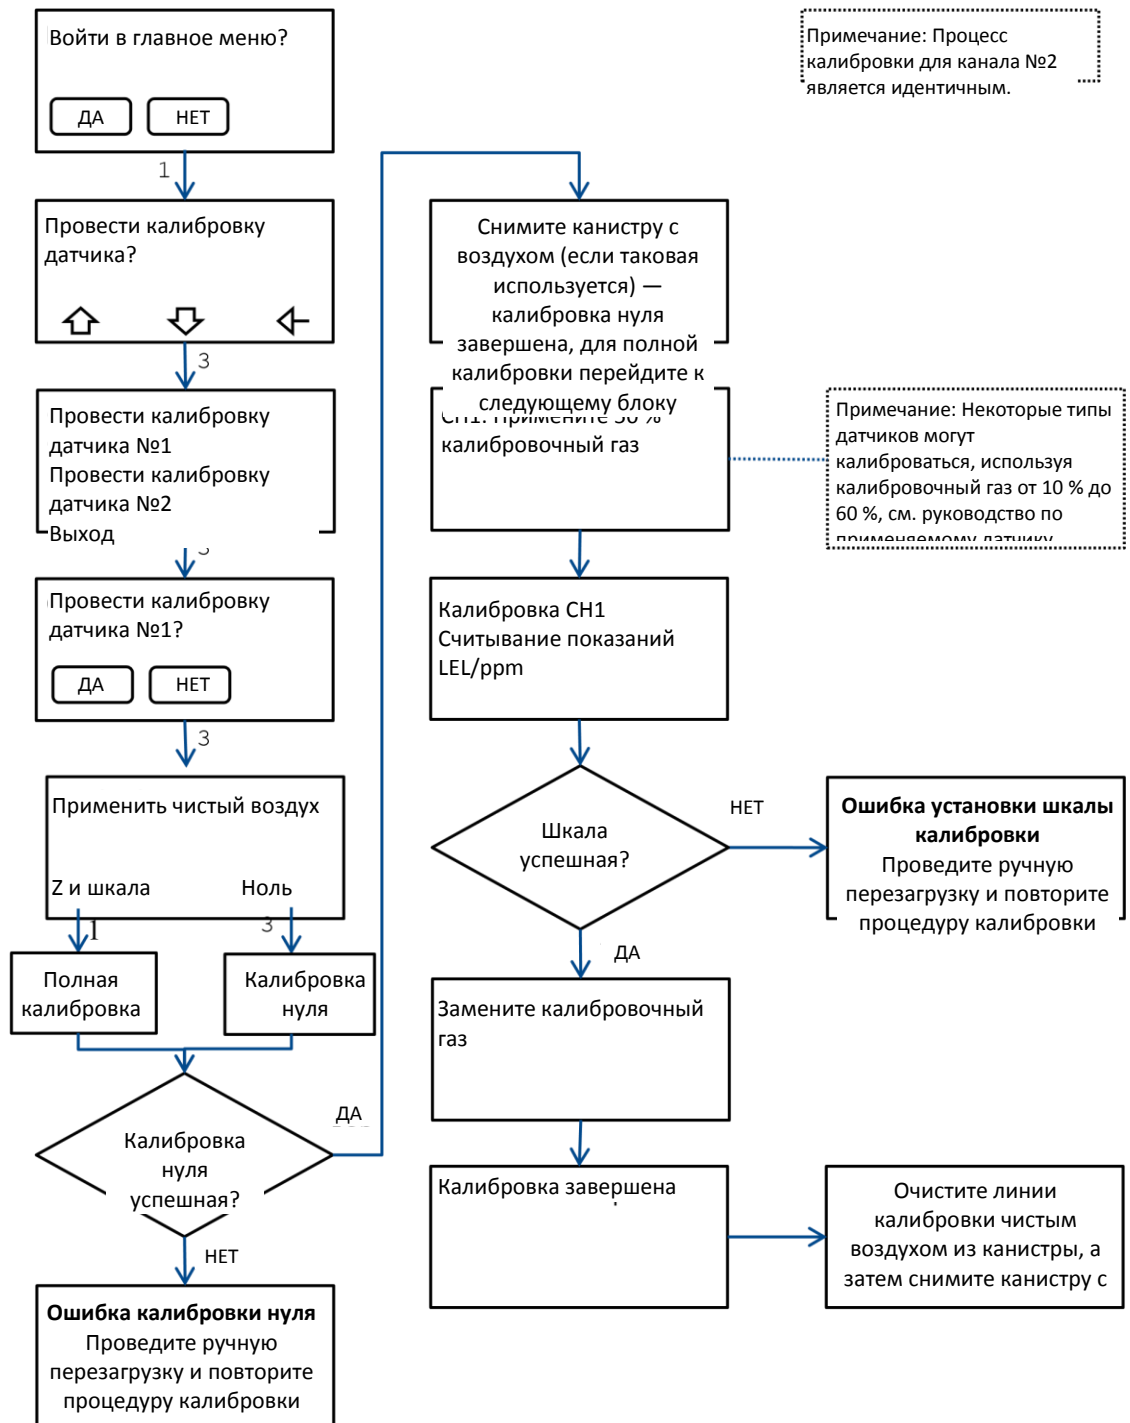 Войти в главное меню?
ДА
НЕТ
1
Провести калибровку
датчика?
3
Провести калибровку
датчика №1
Провести калибровку
датчика №2
Выход
Провести калибровку
датчика №1?
ДА
НЕТ
3
Применить чистый воздух
Z и шкала
Ноль
1
3
Полная
калибровка
Калибровка
нуля
Калибровка
нуля
успешная?
ДА
НЕТ
Ошибка калибровки нуля
Проведите ручную
перезагрузку и повторите
процедуру калибровки
Снимите канистру с
воздухом (если таковая
используется) —
калибровка нуля
завершена, для полной
калибровки перейдите к
следующему блоку
CH1: Примените 50 %
калибровочный газ
Калибровка CH1
Считывание показаний
LEL/ppm
Шкала
успешная?
НЕТ
ДА
Ошибка установки шкалы
калибровки
Проведите ручную
перезагрузку и повторите
процедуру калибровки
Замените калибровочный
газ
Калибровка завершена
Очистите линии
калибровки чистым
воздухом из канистры, а
затем снимите канистру с
Примечание: Процесс
калибровки для канала №2
является идентичным.
Примечание: Некоторые типы
датчиков могут
калиброваться, используя
калибровочный газ от 10 % до
60 %, см. руководство по
применяемому датчику